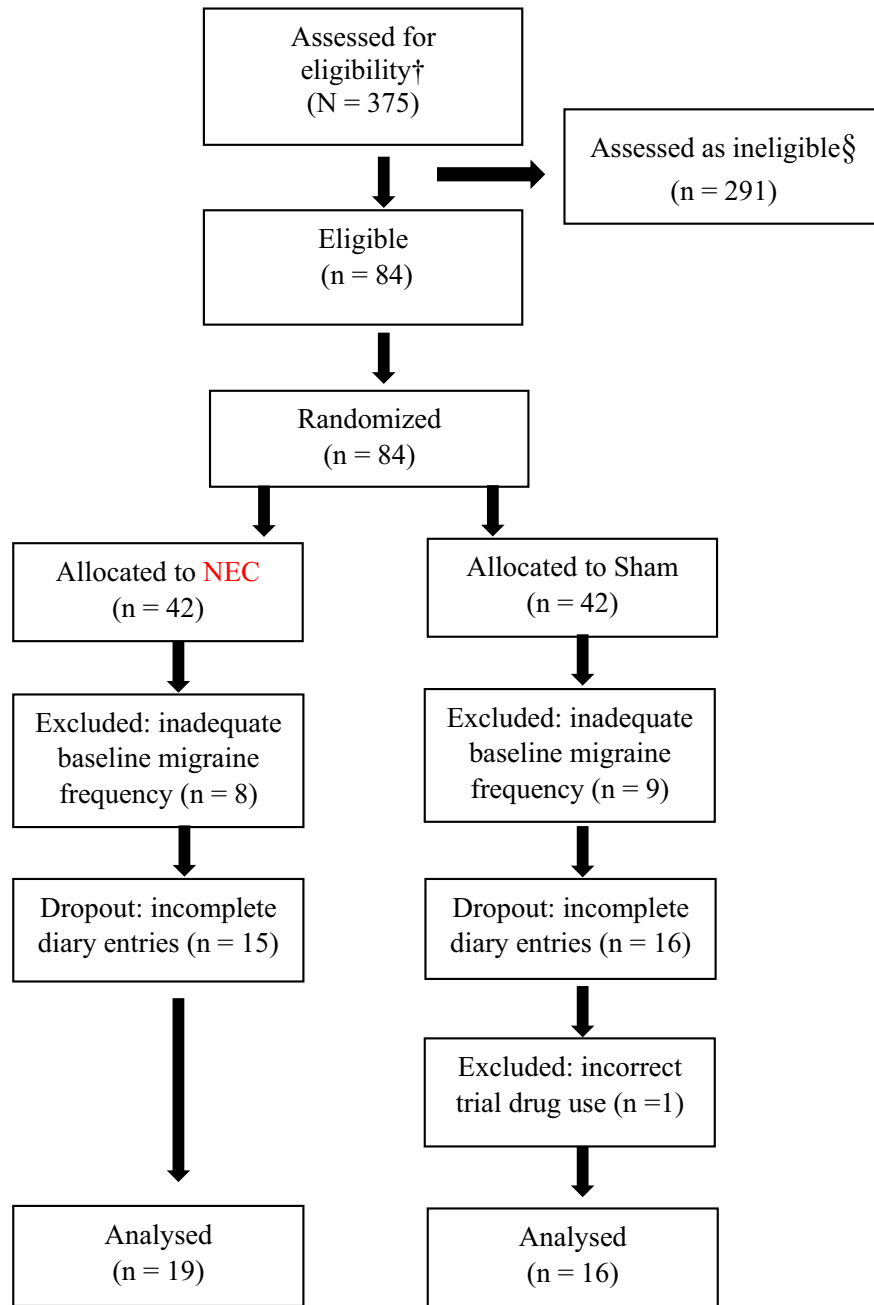 Assessed for
eligibility†
(N = 375)
Assessed as ineligible§
(n = 291)
Eligible
(n = 84)
Randomized
(n = 84)
Allocated to NEC
(n = 42)
Allocated to Sham
(n = 42)
Excluded: inadequate
baseline migraine
frequency (n = 8)
Excluded: inadequate
baseline migraine
frequency (n = 9)
Dropout: incomplete
diary entries (n = 15)
Dropout: incomplete
diary entries (n = 16)
Excluded: incorrect
trial drug use (n =1)
Analysed
(n = 19)
Analysed
(n = 16)